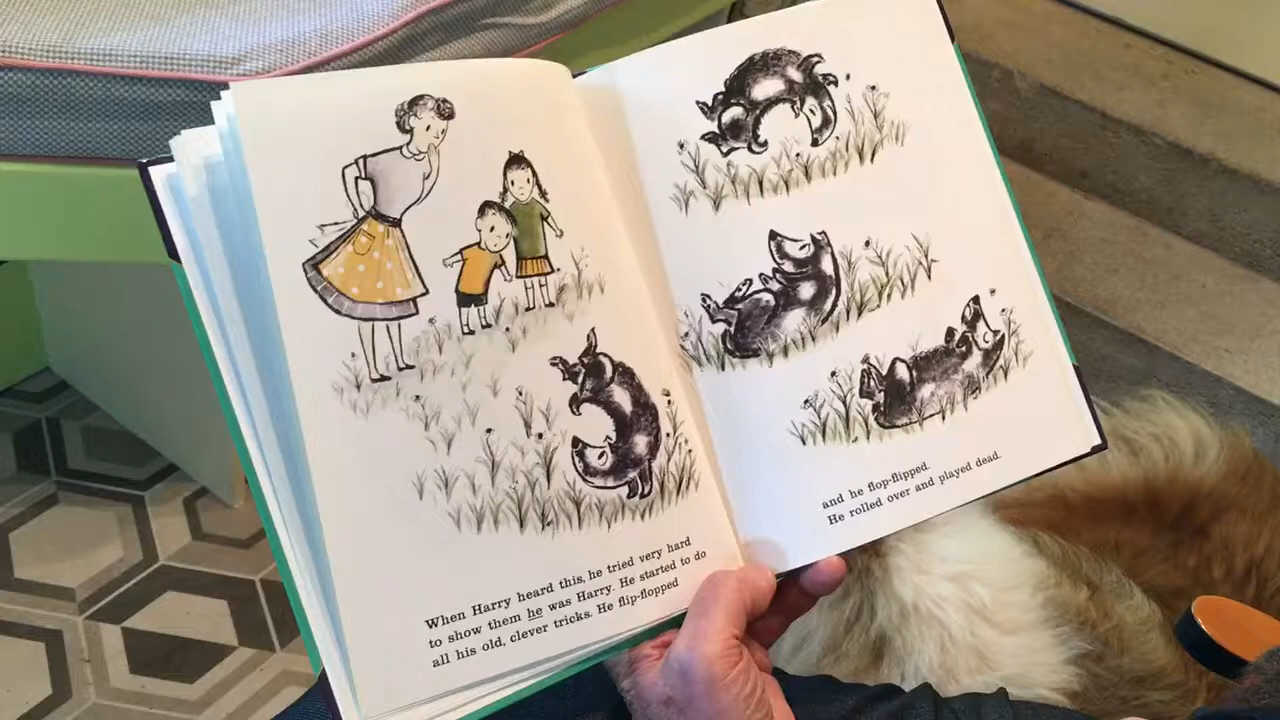 When Harry heard this, he tried very hard
to show them he was Harry. He started to do
all his old, clever tricks. He flip-flopped
and he flop-flipped.
He rolled over and played dead.